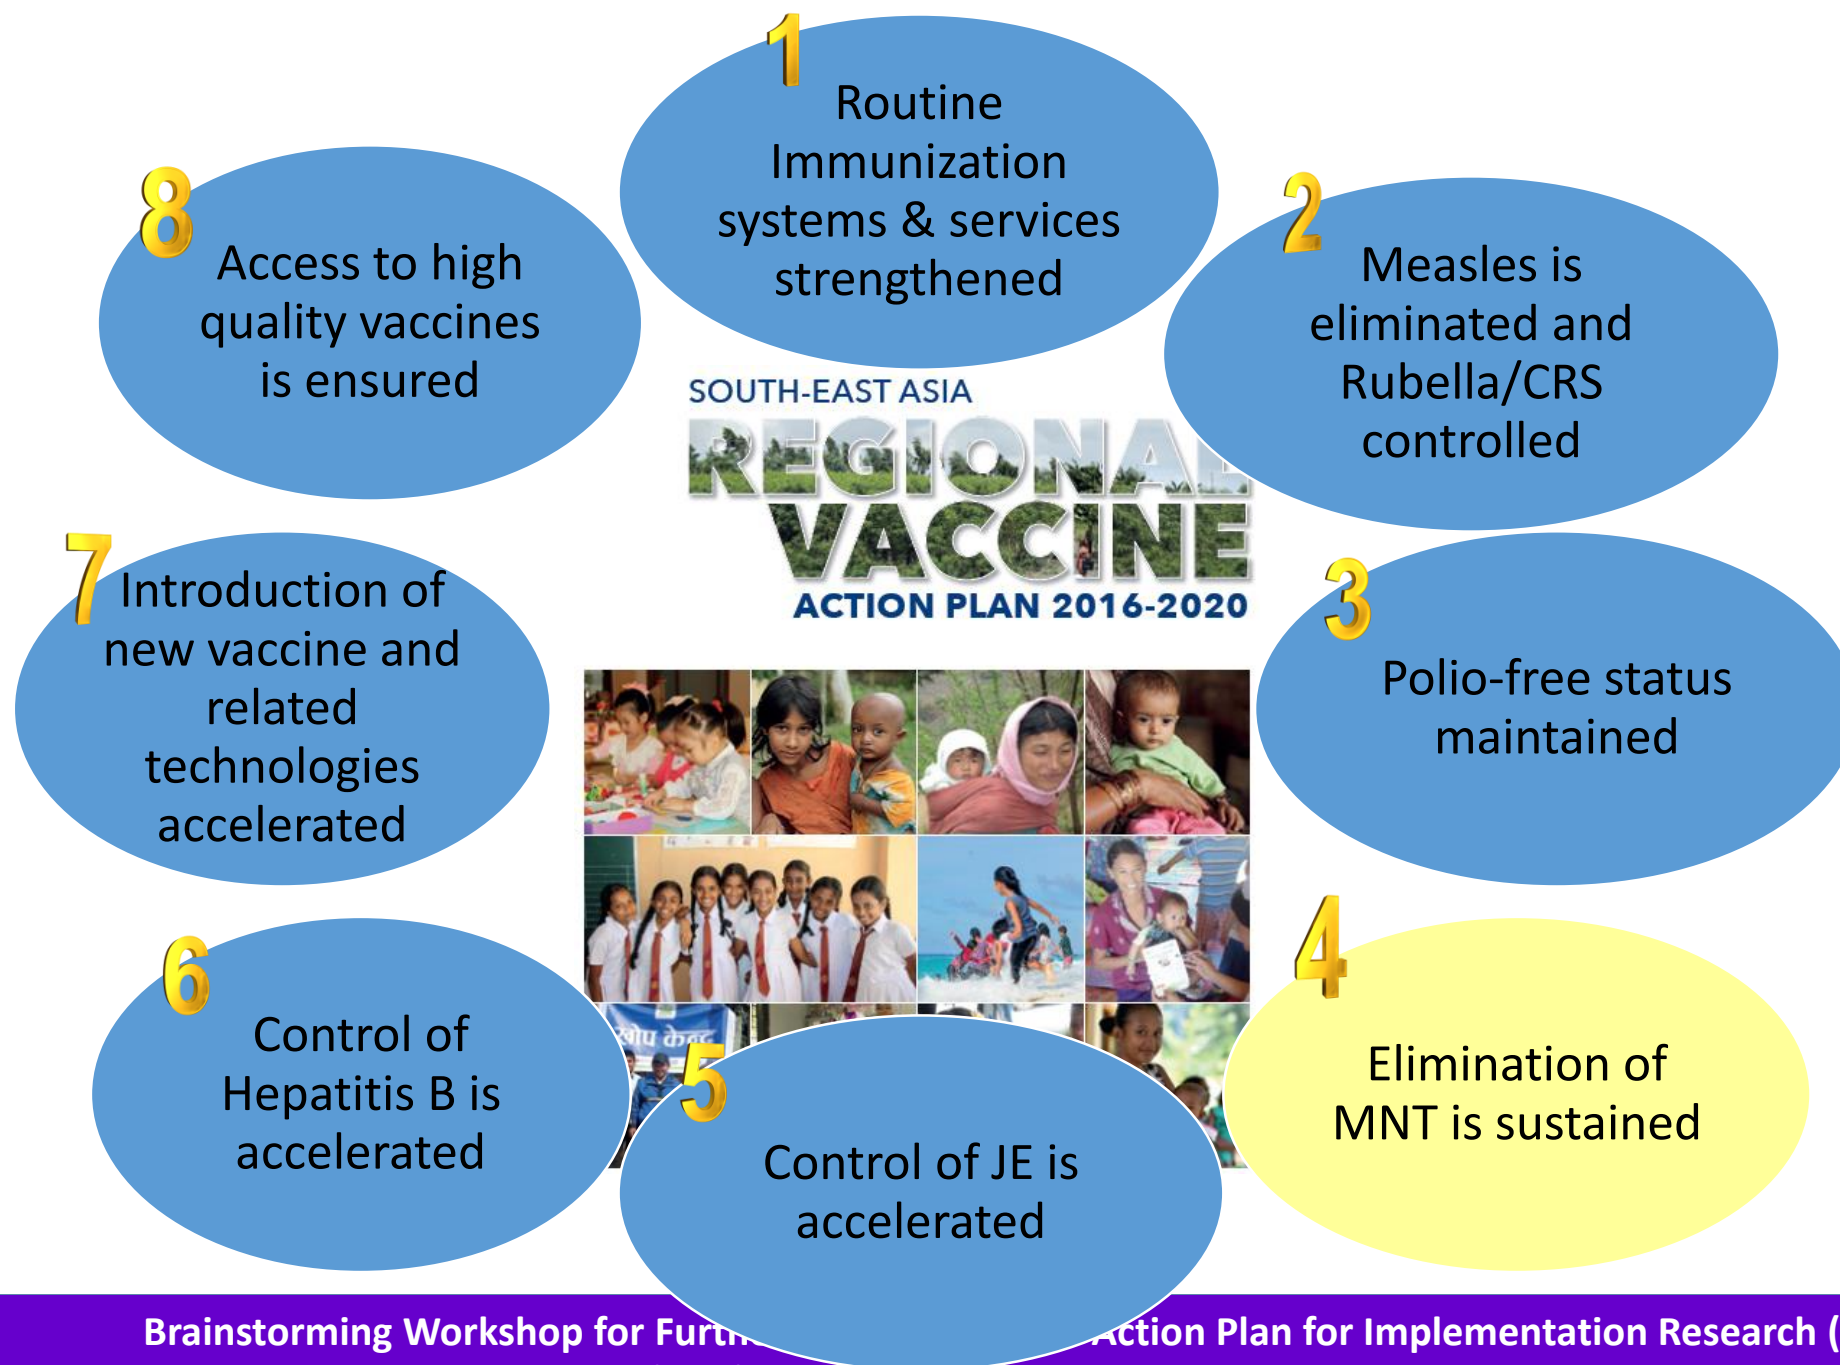 1
Routine
Immunization
systems & services
strengthened
2
Measles is
eliminated and
Rubella/CRS
controlled
3
Polio-free status
maintained
4
Elimination of
MNT is sustained
5
Control of JE is
accelerated
6
Control of
Hepatitis B is
accelerated
7
Introduction of
new vaccine and
related
technologies
accelerated
8
Access to high
quality vaccines
is ensured
SOUTH-EAST ASIA
REGIONAL
VACCINE
ACTION PLAN 2016-2020
खोप केन्द्र
Brainstorming Workshop for Action Plan for Implementation Research (